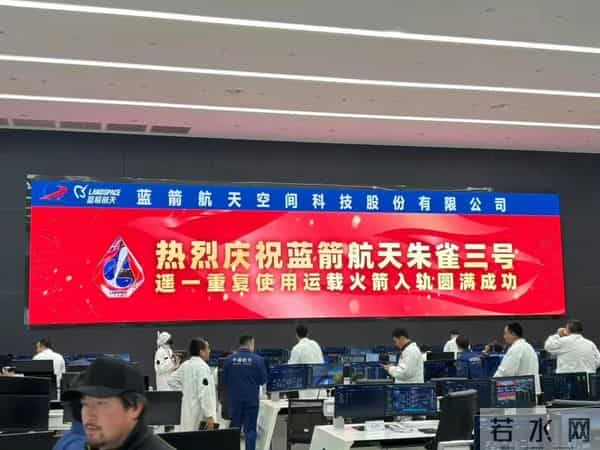 LANDSPACE
蓝箭航天
蓝箭航天空间科技股份有限公司
热烈庆祝蓝箭航天朱雀三号
遥一重复使用运载火箭入轨圆满成功
若水网